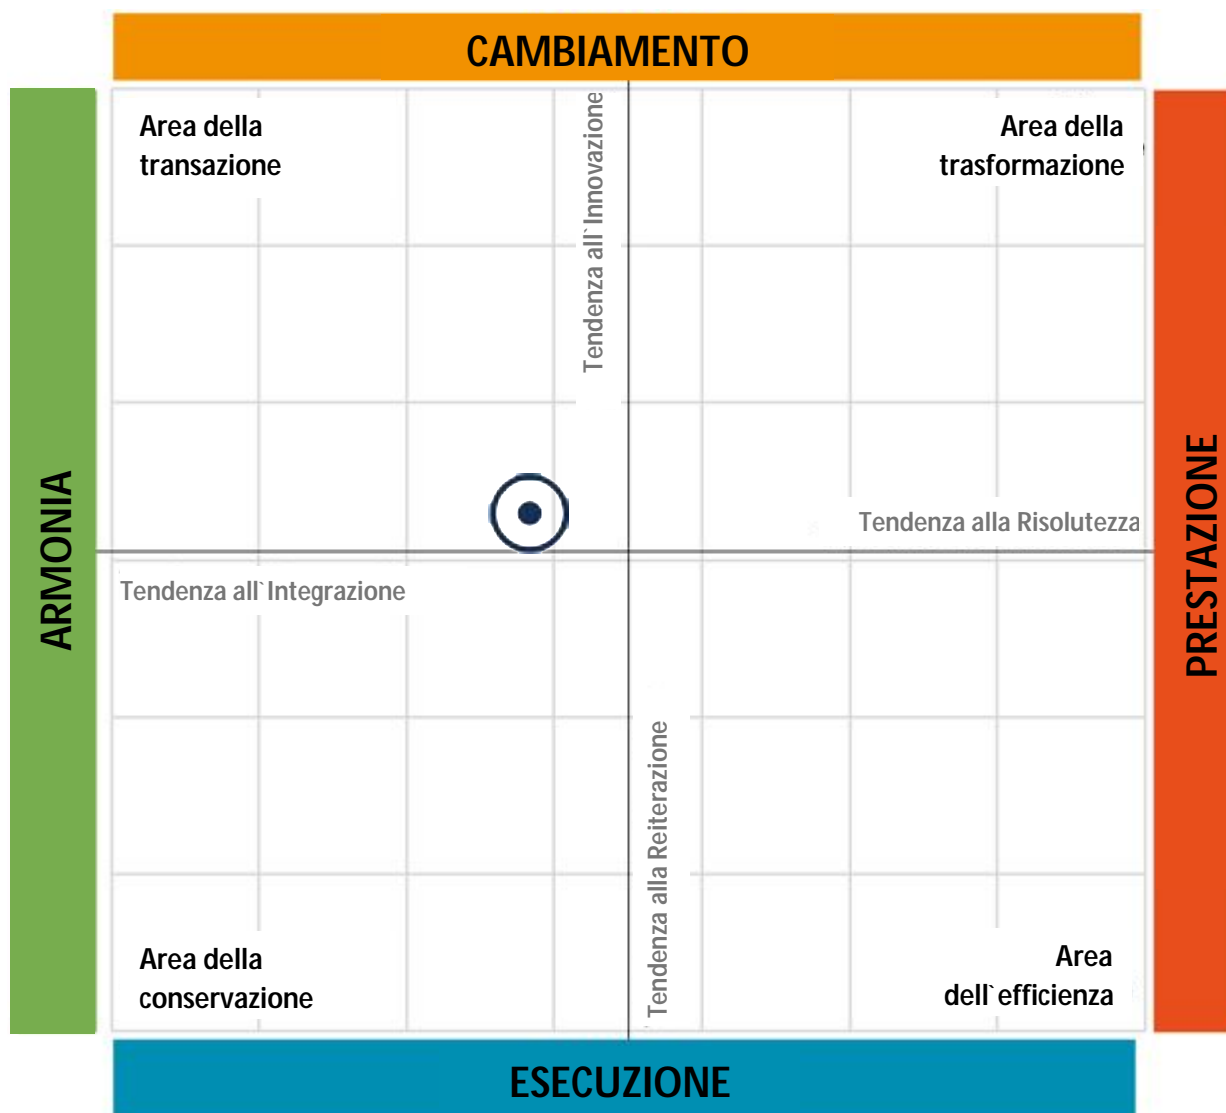 CAMBIAMENTO
Area della
transazione
Tendenza all`Innovazione
Area della
trasformazione
ARMONIA
PRESTAZIONE
Tendenza alla Risolutezza
Tendenza all`Integrazione
Tendenza alla Reiterazione
Area della
conservazione
Area
dell`efficienza
ESECUZIONE